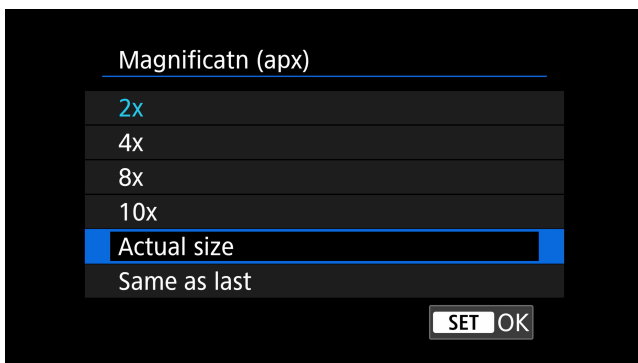 Magnificatn (apx)
2x
4x
8x
10x
Actual size
Same as last
SET OK